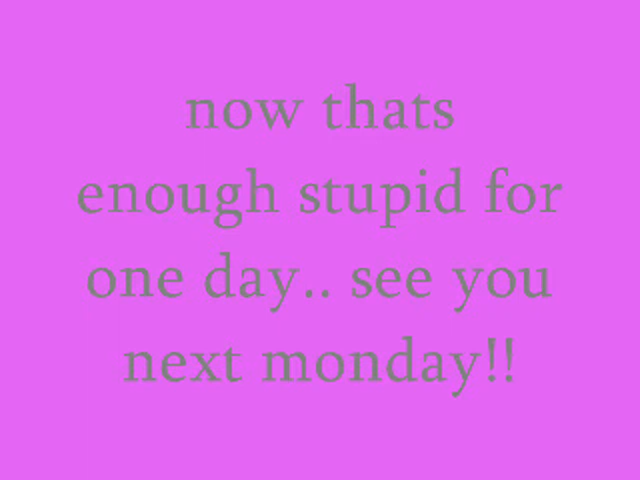 now thats
enough stupid for
one day.. see you
next monday!!